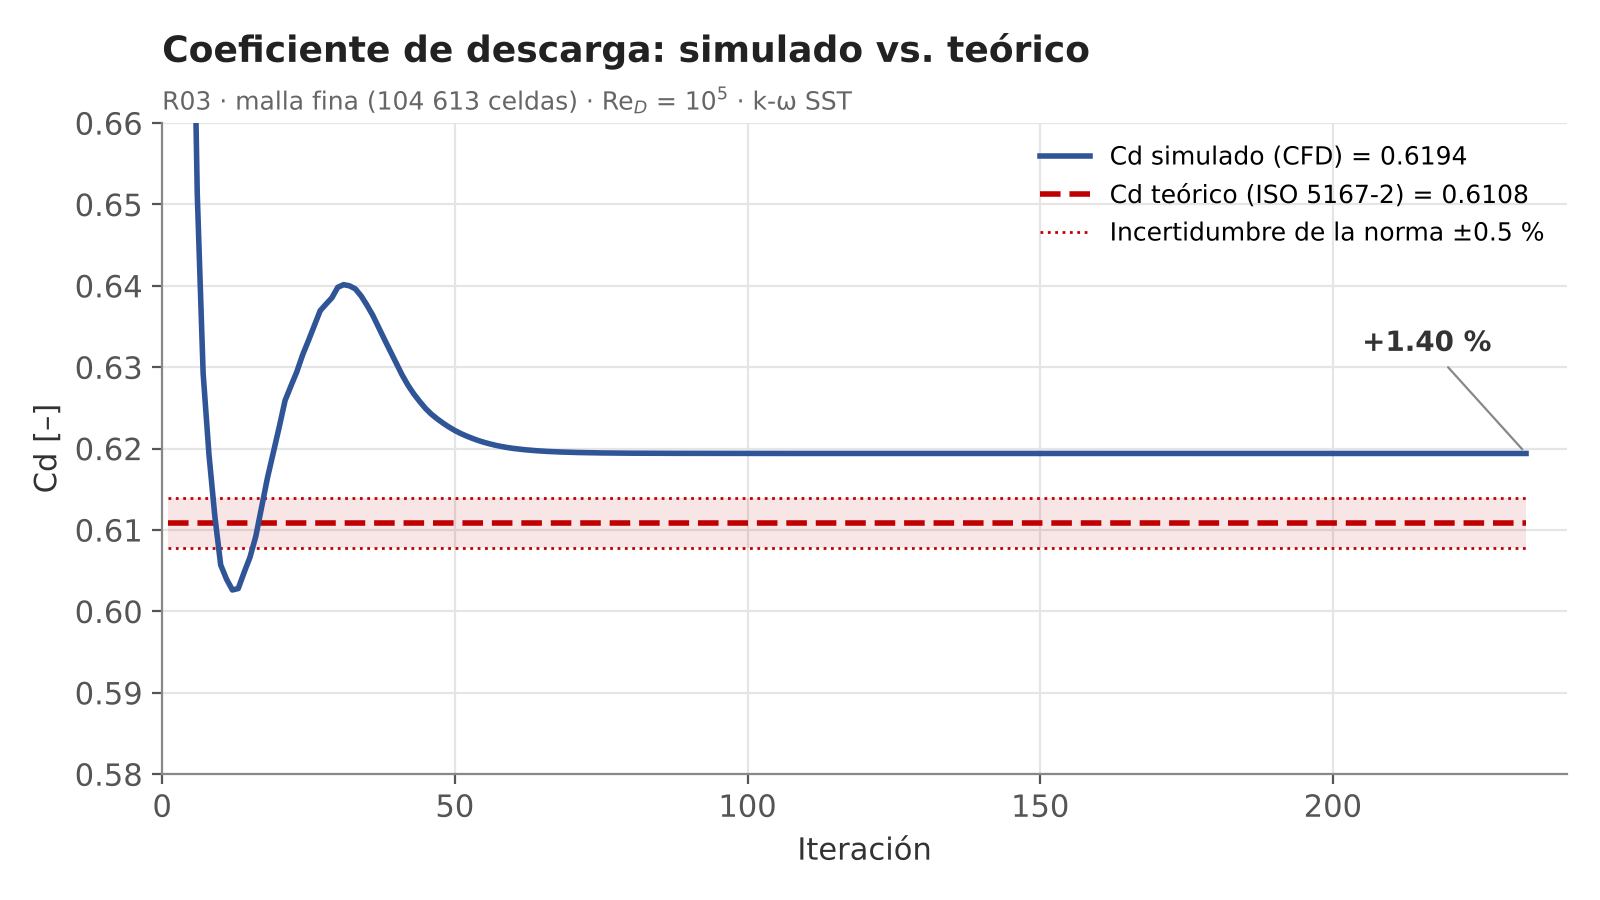 Coeficiente de descarga: simulado vs. teórico
R03 · malla fina (104 613 celdas) · Re_D = 10^5 · k-ω SST
Cd simulado (CFD) = 0.6194
Cd teórico (ISO 5167-2) = 0.6108
Incertidumbre de la norma ±0.5 %
+1.40 %
Cd [–]
0.66
0.65
0.64
0.63
0.62
0.61
0.60
0.59
0.58
0 50 100 150 200
Iteración